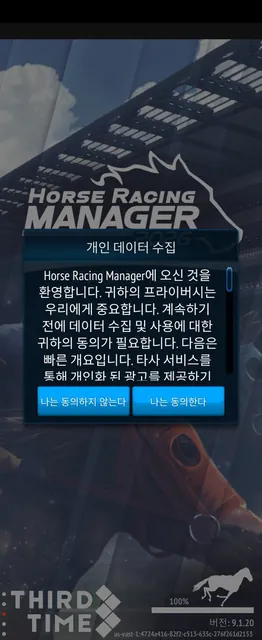 HORSE RACING
MANAGER
개인 데이터 수집
Horse Racing Manager에 오신 것을
환영합니다. 귀하의 프라이버시는
우리에게 중요합니다. 계속하기
전에 데이터 수집 및 사용에 대한
귀하의 동의가 필요합니다. 다음은
빠른 개요입니다. 타사 서비스를
통해 개인화 된 광고를 제공하기
나는 동의하지 않는다
나는 동의한다
100%
THIRD
TIME
버전: 9.1.20